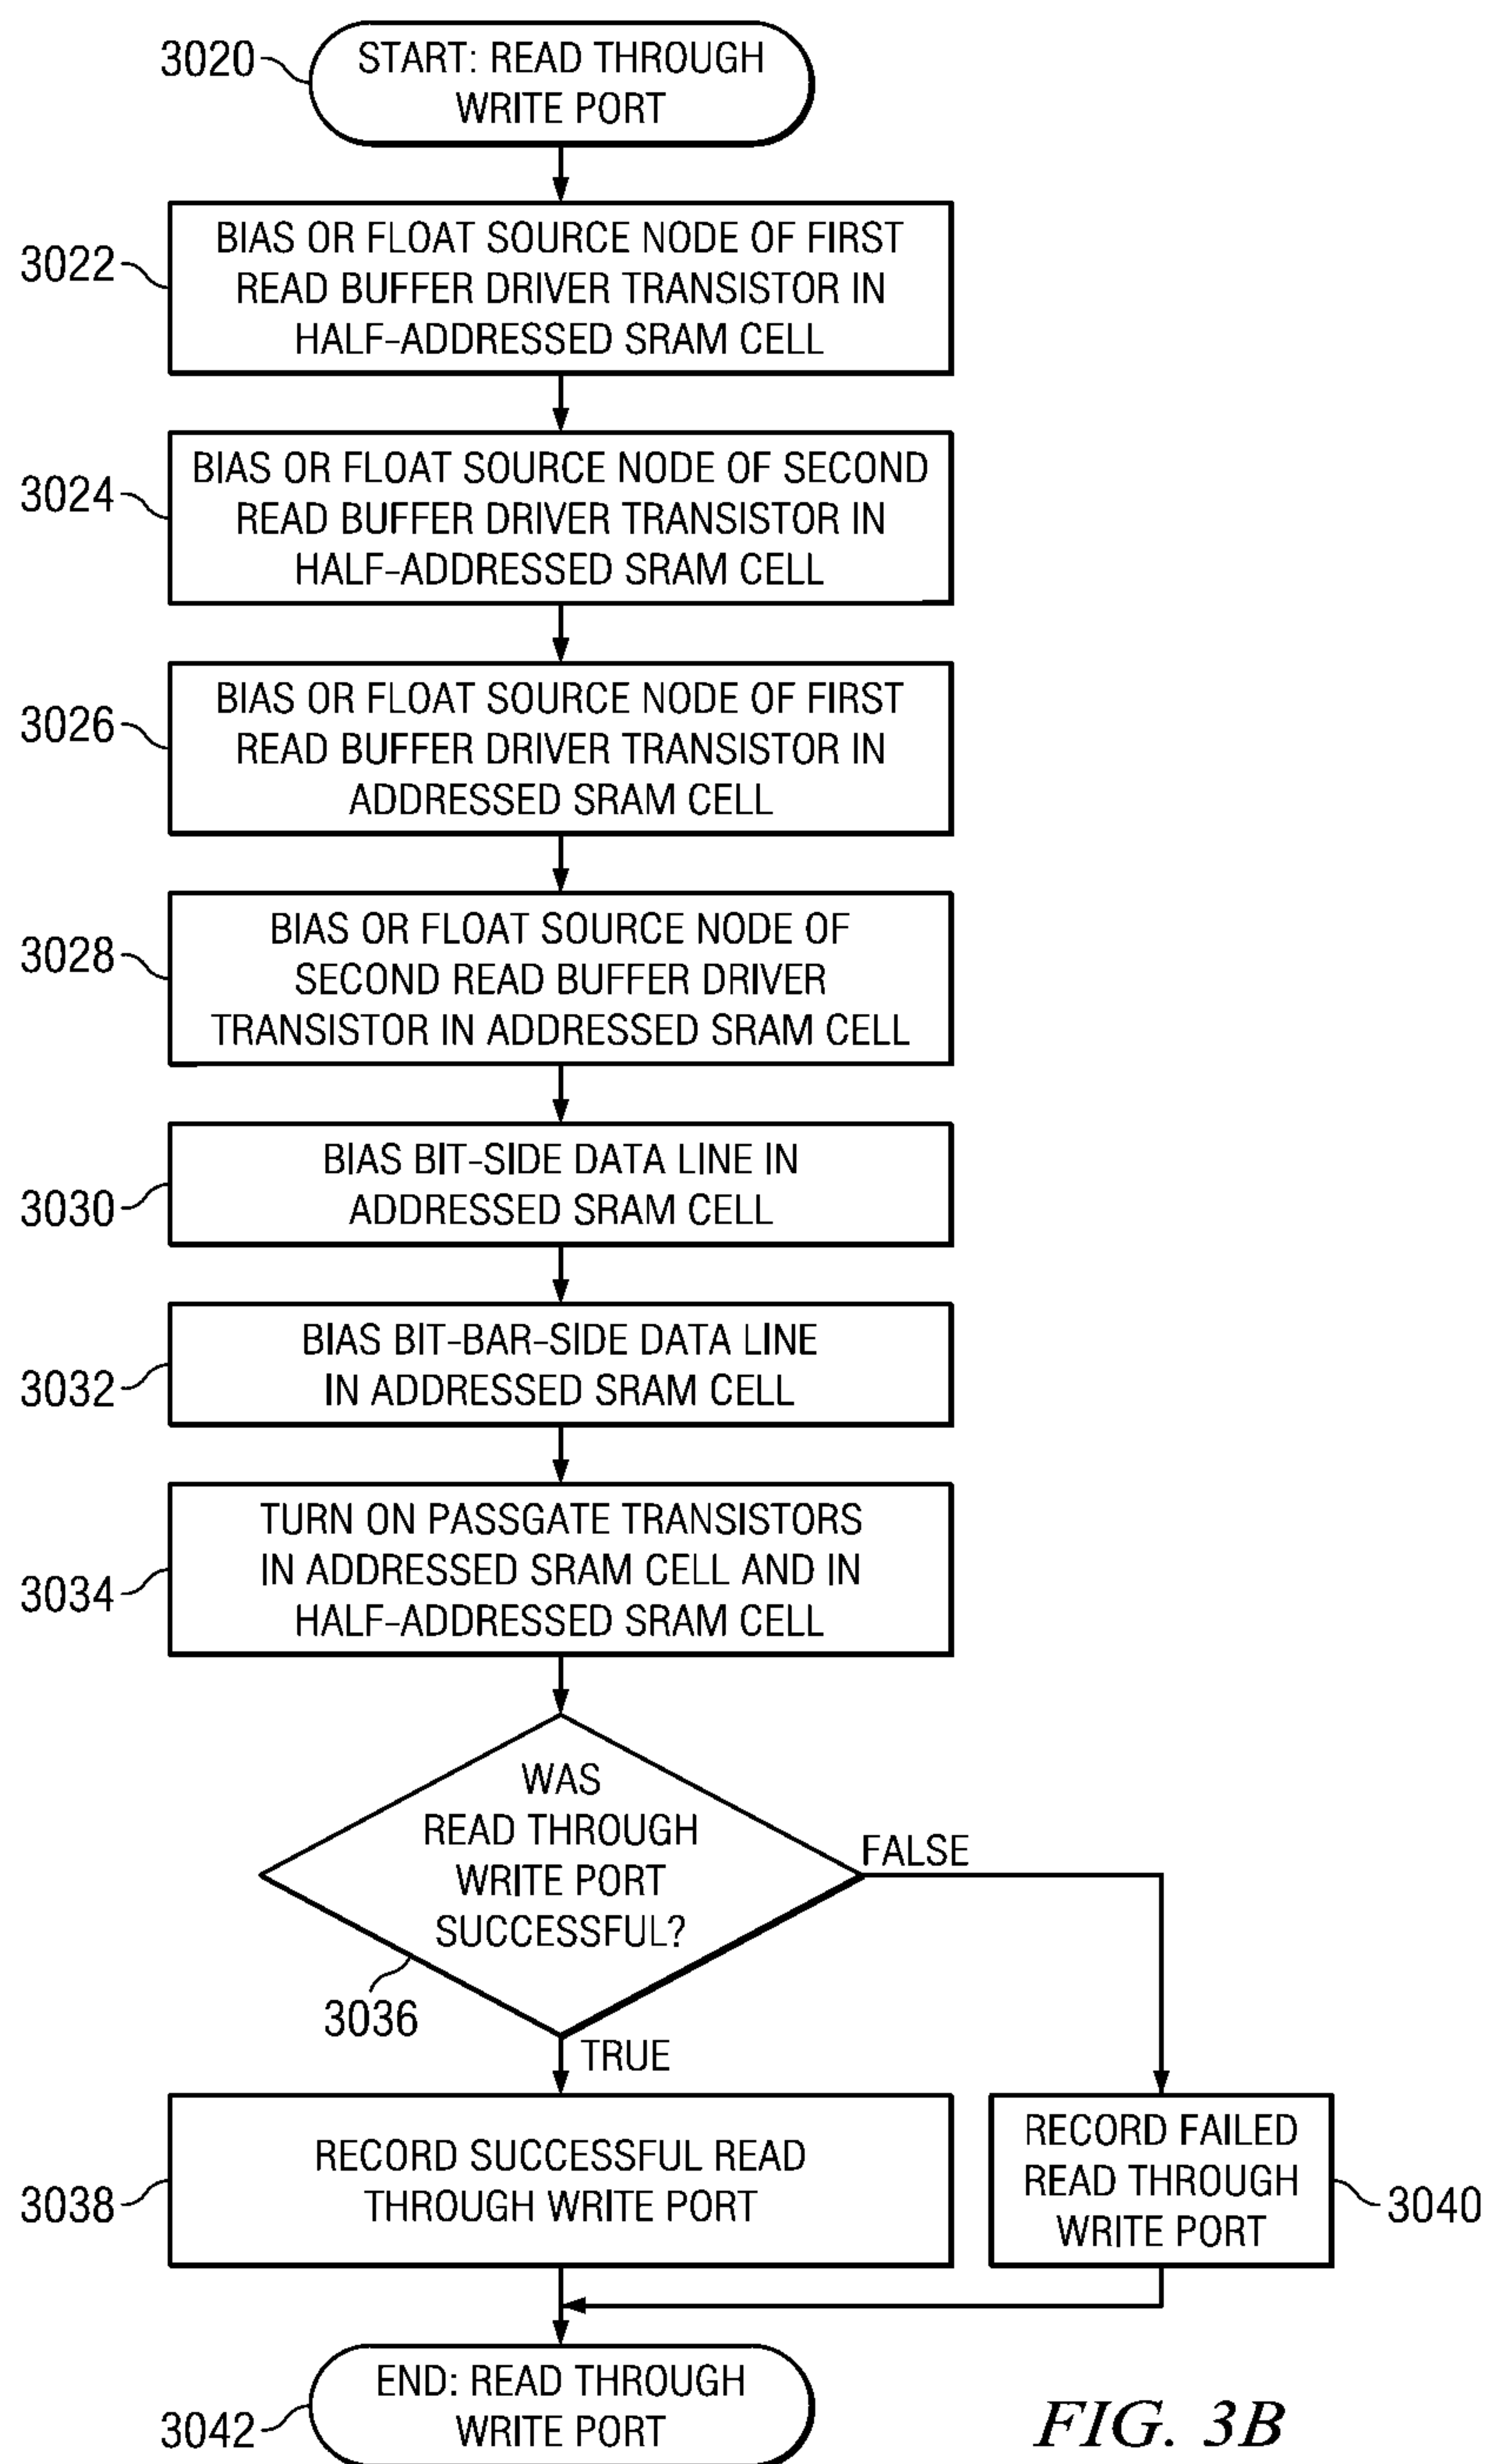 3020
START: READ THROUGH
WRITE PORT
3022
BIAS OR FLOAT SOURCE NODE OF FIRST
READ BUFFER DRIVER TRANSISTOR IN
HALF-ADDRESSED SRAM CELL
3024
BIAS OR FLOAT SOURCE NODE OF SECOND
READ BUFFER DRIVER TRANSISTOR IN
HALF-ADDRESSED SRAM CELL
3026
BIAS OR FLOAT SOURCE NODE OF FIRST
READ BUFFER DRIVER TRANSISTOR IN
ADDRESSED SRAM CELL
3028
BIAS OR FLOAT SOURCE NODE OF
SECOND READ BUFFER DRIVER
TRANSISTOR IN ADDRESSED SRAM CELL
3030
BIAS BIT-SIDE DATA LINE IN
ADDRESSED SRAM CELL
3032
BIAS BIT-BAR-SIDE DATA LINE
IN ADDRESSED SRAM CELL
3034
TURN ON PASSGATE TRANSISTORS
IN ADDRESSED SRAM CELL AND IN
HALF-ADDRESSED SRAM CELL
WAS
READ THROUGH
WRITE PORT
SUCCESSFUL?
3036
FALSE
TRUE
3038
RECORD SUCCESSFUL READ
THROUGH WRITE PORT
RECORD FAILED
READ THROUGH
WRITE PORT
3040
3042
END: READ THROUGH
WRITE PORT
FIG. 3B